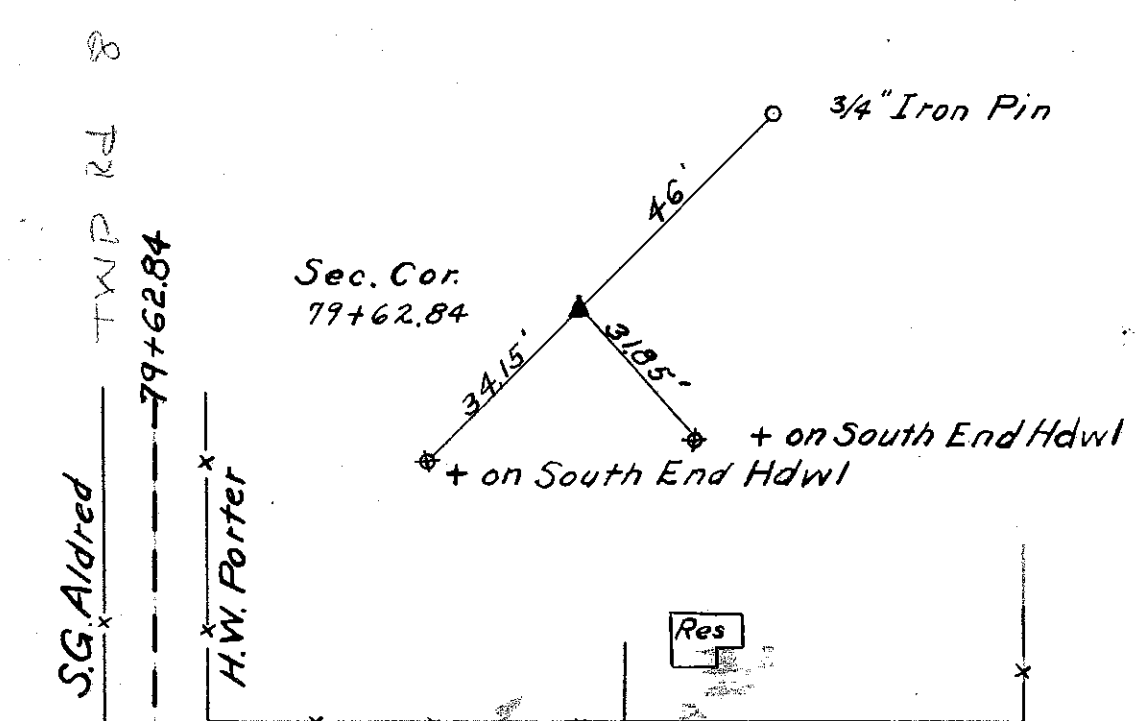 TWP Rd 8
79+62.84
S.G. Aldred
H.W. Porter
3/4" Iron Pin
46'
Sec. Cor.
79+62.84
34.15'
31.85'
+ on South End Hdwl
+ on South End Hdwl
Res